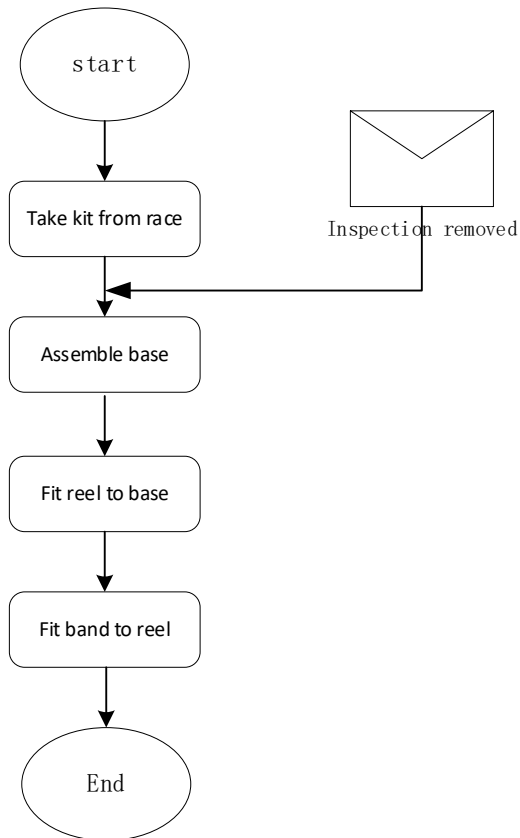 start
Take kit from race
Inspection removed
Assemble base
Fit reel to base
Fit band to reel
End